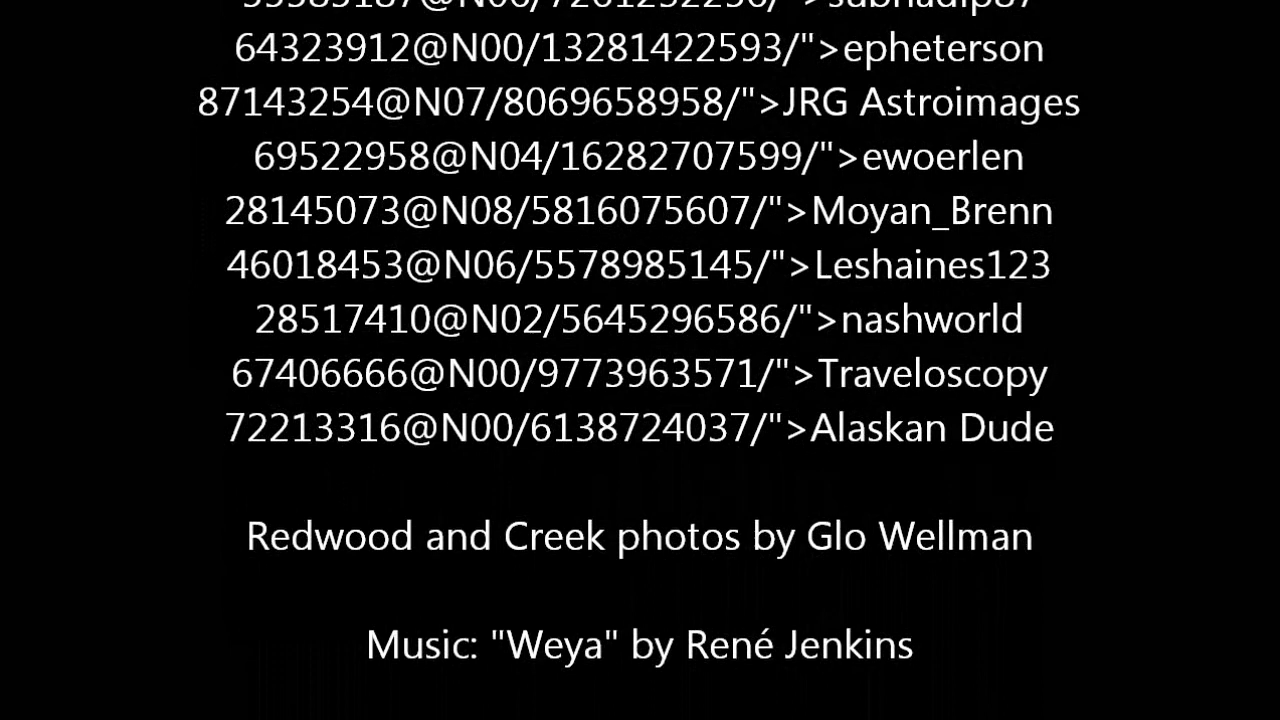 64323912@N00/13281422593/">epheterson
87143254@N07/8069658958/">JRG Astroimages
69522958@N04/16282707599/">ewoerlen
28145073@N08/5816075607/">Moyan_Brenn
46018453@N06/5578985145/">Leshaines123
28517410@N02/5645296586/">nashworld
67406666@N00/9773963571/">Traveloscopy
72213316@N00/6138724037/">Alaskan Dude
Redwood and Creek photos by Glo Wellman
Music: "Weya" by René Jenkins